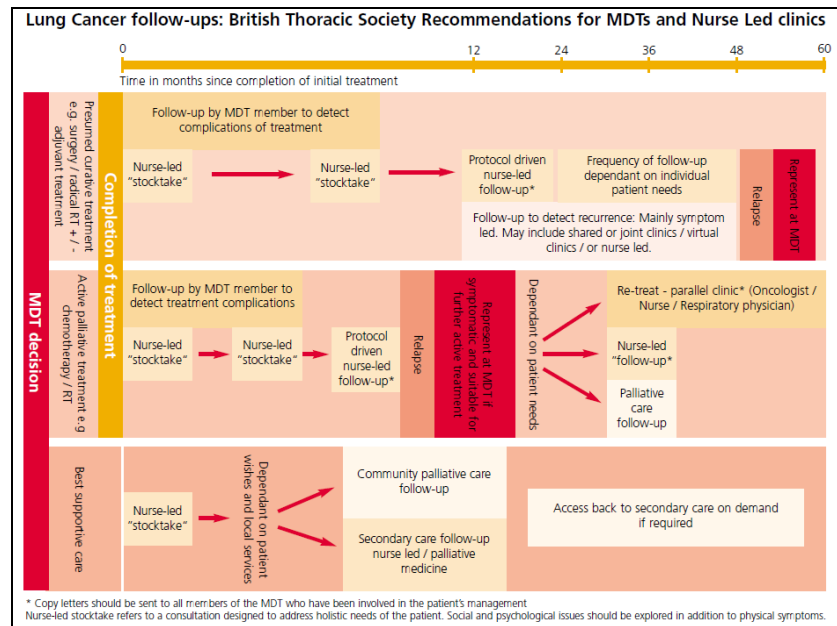 Lung Cancer follow-ups: British Thoracic Society Recommendations for MDTs and Nurse Led clinics
0
12
24
36
48
60
Time in months since completion of initial treatment
MDT decision
Completion of treatment
Presumed curative treatment
e.g. surgery / radical RT + / -
adjuvant treatment
Follow-up by MDT member to detect
complications of treatment
Nurse-led
"stocktake"
Nurse-led
"stocktake"
Protocol driven
nurse-led
follow-up*
Frequency of follow-up
dependant on individual
patient needs
Follow-up to detect recurrence: Mainly symptom
led. May include shared or joint clinics / virtual
clinics / or nurse led.
Relapse
Represent at MDT
Active palliative treatment e.g
chemotherapy / RT
Follow-up by MDT member to
detect treatment complications
Nurse-led
"stocktake"
Nurse-led
"stocktake"
Protocol
driven
nurse-led
follow-up*
Relapse
Represent at MDT if
symptomatic and suitable for
further active treatment
Dependant on patient needs
Re-treat - parallel clinic* (Oncologist /
Nurse / Respiratory physician)
Nurse-led
"follow-up*
Palliative
care
follow-up
Best supportive care
Nurse-led
"stocktake"
Dependant on patient
wishes and local services
Community palliative care
follow-up
Secondary care follow-up
nurse led / palliative
medicine
Access back to secondary care on demand
if required
* Copy letters should be sent to all members of the MDT who have been involved in the patient's management
Nurse-led stocktake refers to a consultation designed to address holistic needs of the patient. Social and psychological issues should be explored in addition to physical symptoms.